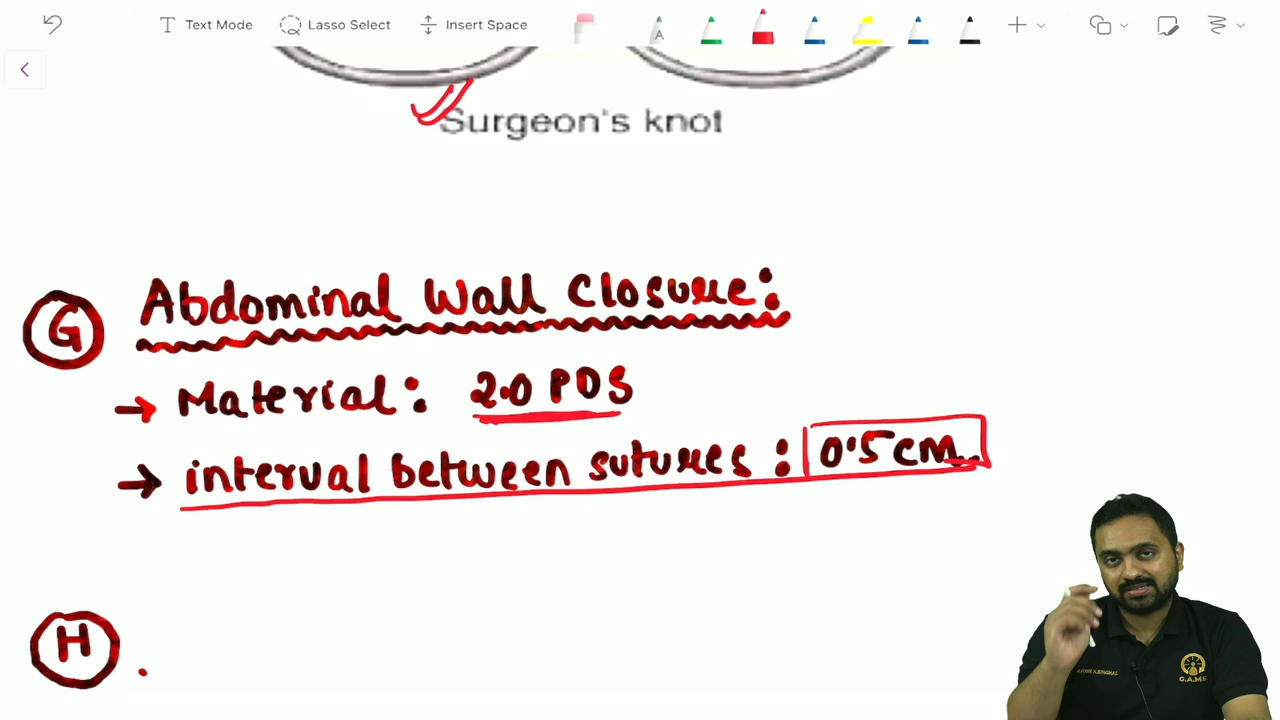 Text Mode Lasso Select Insert Space
A
Surgeon's knot
G Abdominal Wall Closure:
→ Material: 2.0 PDS
→ interval between sutures: 0.5 cm
H
G.A.M.E